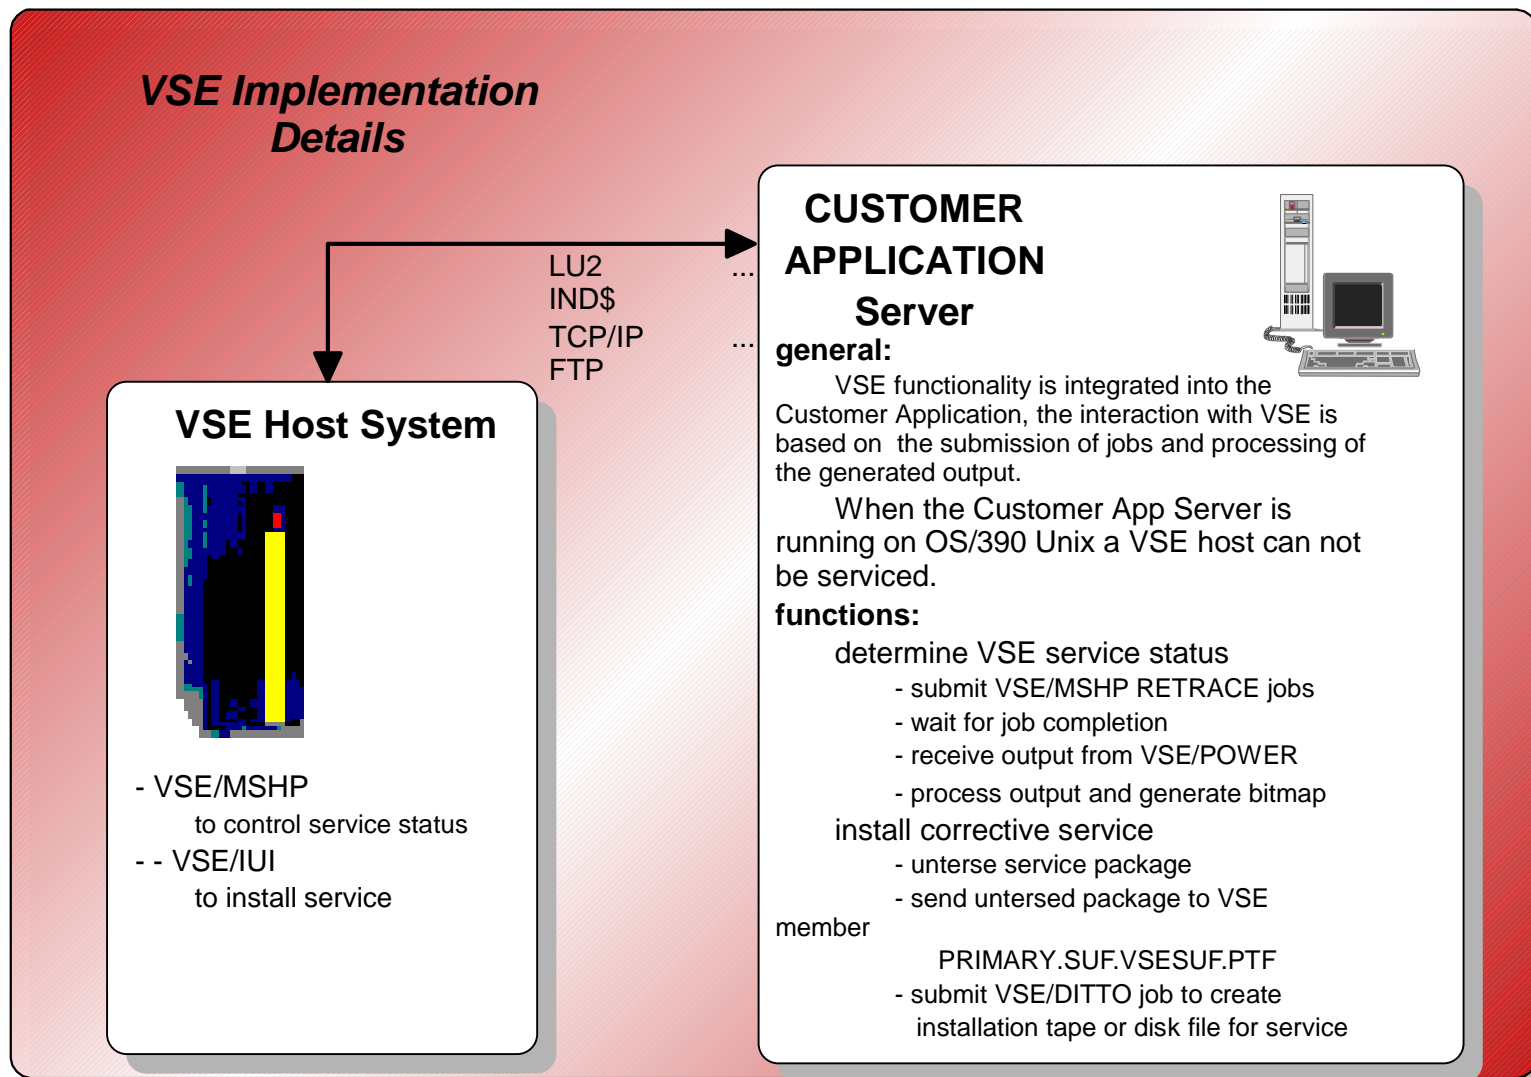 VSE Implementation
Details
LU2 ...
IND$
TCP/IP ...
FTP
VSE Host System
- VSE/MSHP
to control service status
- - VSE/IUI
to install service
CUSTOMER
APPLICATION
Server
general:
VSE functionality is integrated into the
Customer Application, the interaction with VSE is
based on the submission of jobs and processing of
the generated output.
When the Customer App Server is
running on OS/390 Unix a VSE host can not
be serviced.
functions:
determine VSE service status
- submit VSE/MSHP RETRACE jobs
- wait for job completion
- receive output from VSE/POWER
- process output and generate bitmap
install corrective service
- unterse service package
- send untersed package to VSE
member
PRIMARY.SUF.VSESUF.PTF
- submit VSE/DITTO job to create
installation tape or disk file for service